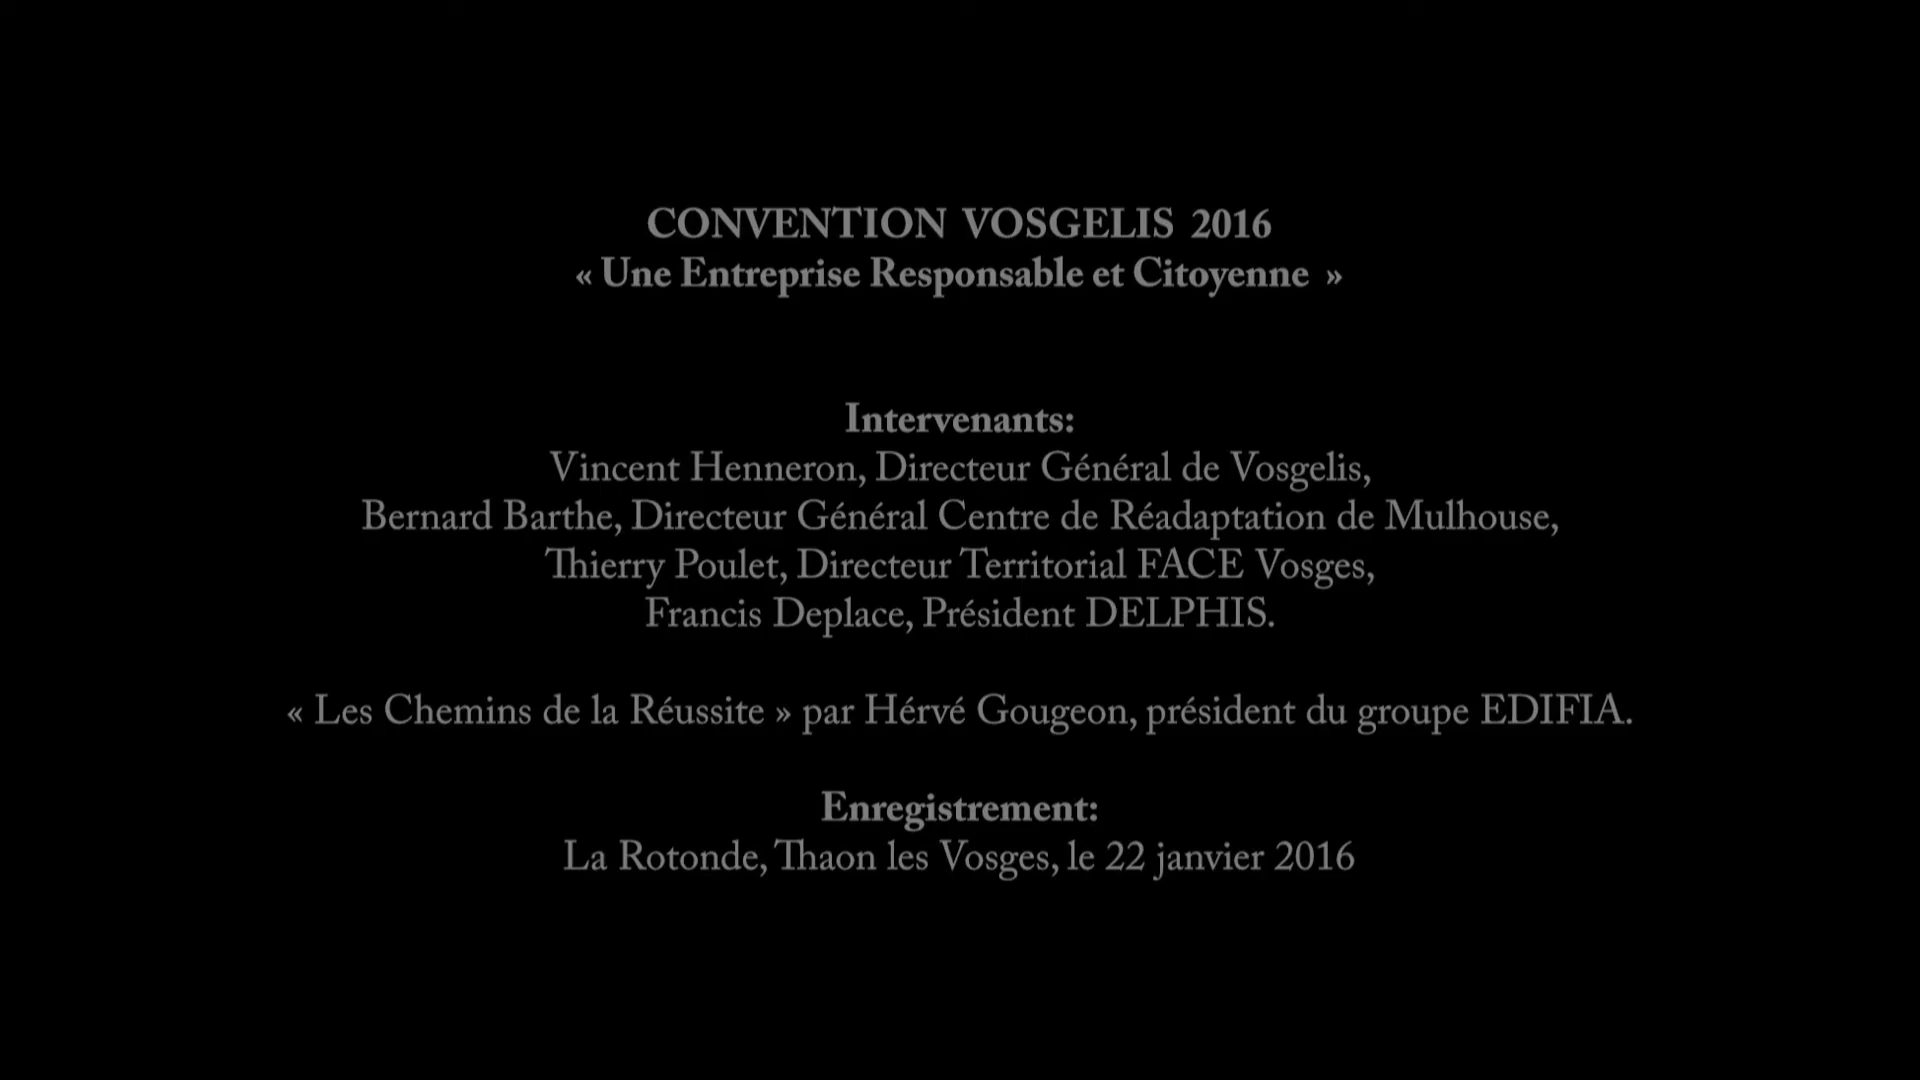 CONVENTION VOSGELIS 2016
« Une Entreprise Responsable et Citoyenne »
Intervenants:
Vincent Henneron, Directeur Général de Vosgelis,
Bernard Barthe, Directeur Général Centre de Réadaptation de Mulhouse,
Thierry Poulet, Directeur Territorial FACE Vosges,
Francis Deplace, Président DELPHIS.
« Les Chemins de la Réussite » par Hérvé Gougeon, président du groupe EDIFIA.
Enregistrement:
La Rotonde, Thaon les Vosges, le 22 janvier 2016